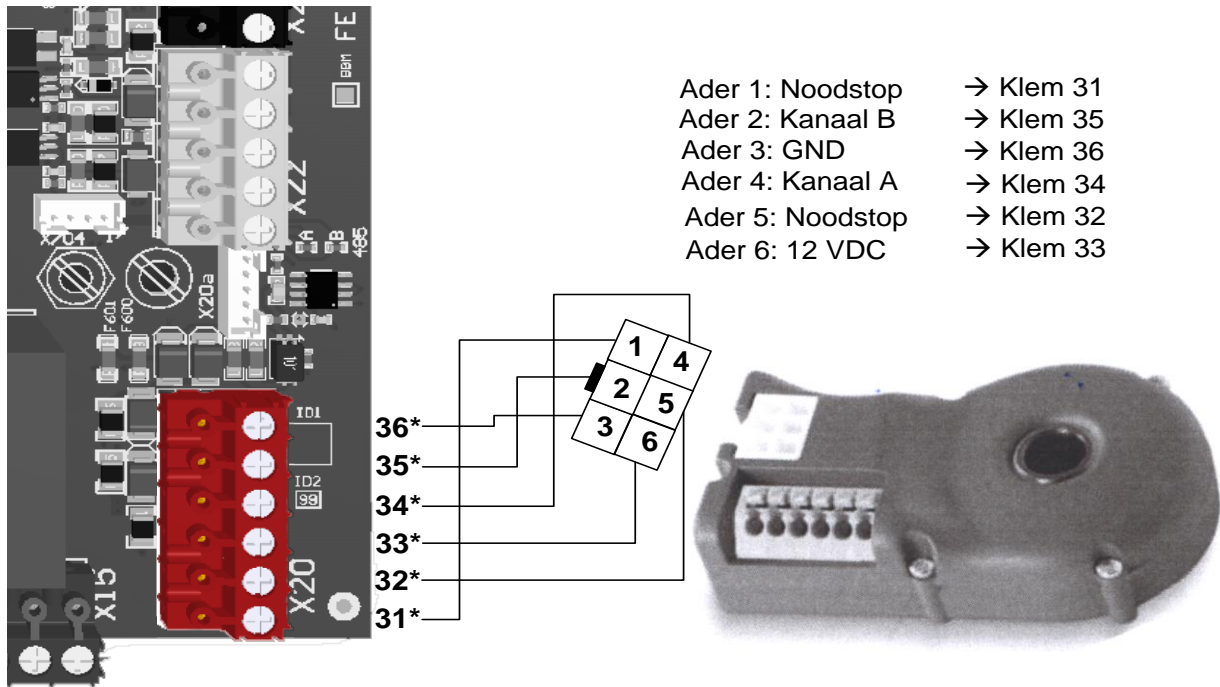 FE
DDM
X22
X704
A
B
485
X20a
F601
F600
Ader 1: Noodstop → Klem 31
Ader 2: Kanaal B → Klem 35
Ader 3: GND → Klem 36
Ader 4: Kanaal A → Klem 34
Ader 5: Noodstop → Klem 32
Ader 6: 12 VDC → Klem 33
1
4
2
5
3
6
ID1
ID2
99
X20
X15
36*
35*
34*
33*
32*
31*